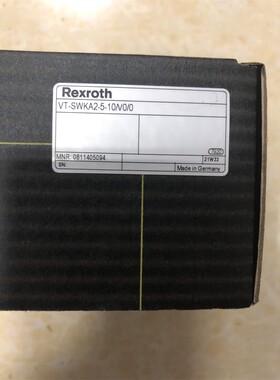 Rexroth
VT-SWKA2-5-10/V0/0
MNR: 0811405094
21W33
SN:
Made in Germany